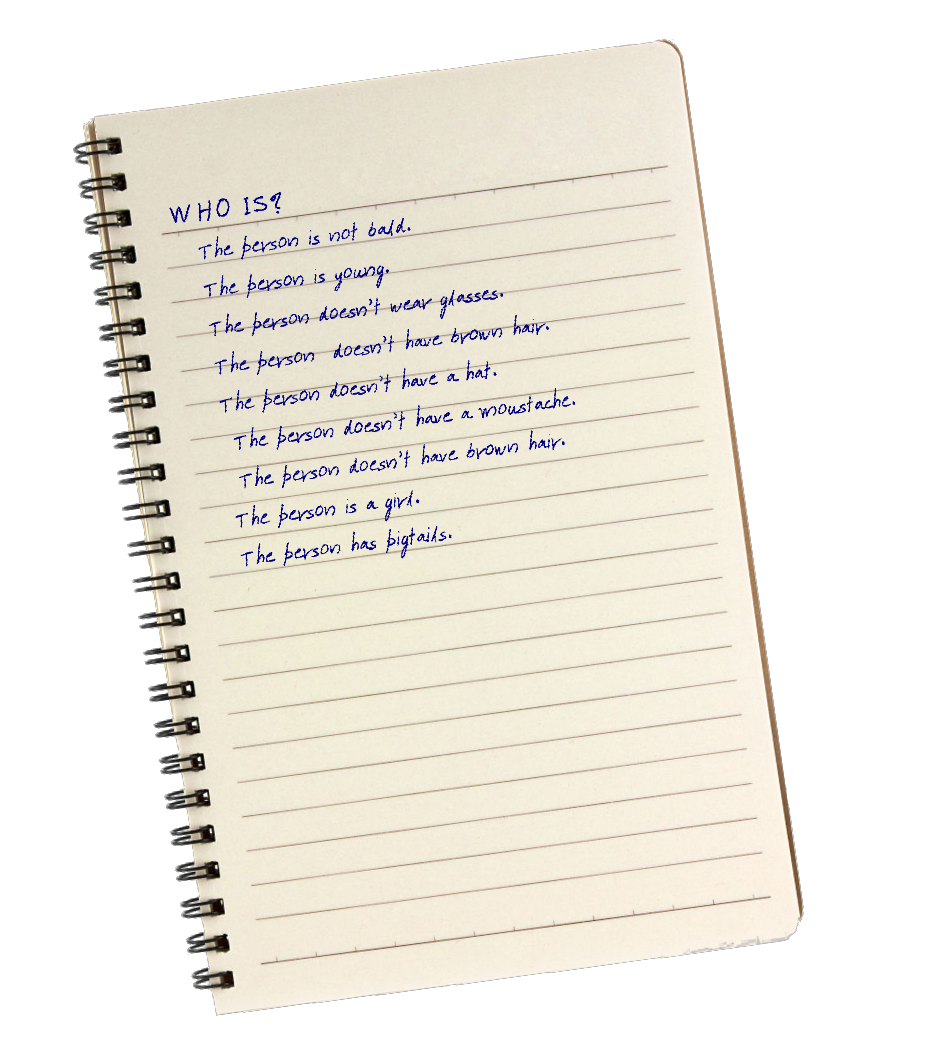 WHO IS?
The person is not bald.
The person is young.
The person doesn't wear glasses.
The person doesn't have brown hair.
The person doesn't have a hat.
The person doesn't have a moustache.
The person doesn't have brown hair.
The person is a girl.
The person has pigtails.